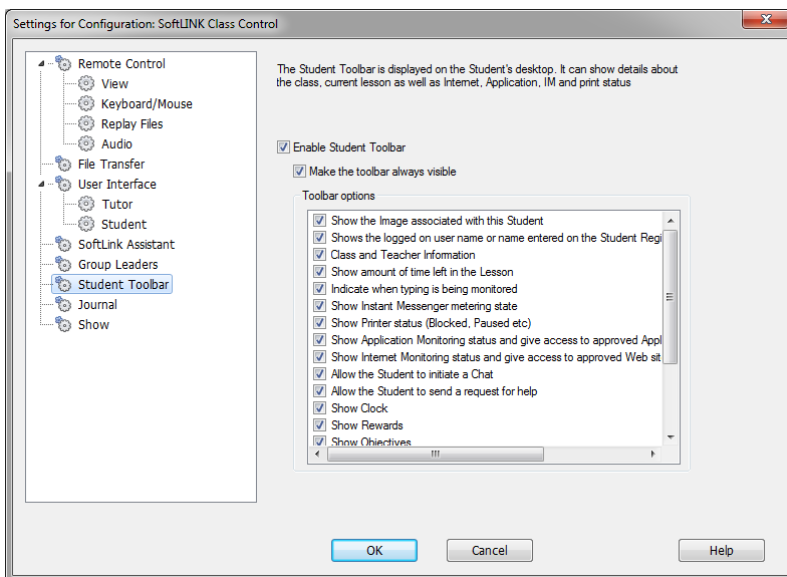 Settings for Configuration: SoftLINK Class Control
Remote Control
View
Keyboard/Mouse
Replay Files
Audio
File Transfer
User Interface
Tutor
Student
SoftLink Assistant
Group Leaders
Student Toolbar
Journal
Show
The Student Toolbar is displayed on the Student's desktop. It can show details about
the class, current lesson as well as Internet, Application, IM and print status
Enable Student Toolbar
Make the toolbar always visible
Toolbar options
Show the Image associated with this Student
Shows the logged on user name or name entered on the Student Regi
Class and Teacher Information
Show amount of time left in the Lesson
Indicate when typing is being monitored
Show Instant Messenger metering state
Show Printer status (Blocked, Paused etc)
Show Application Monitoring status and give access to approved Appl
Show Internet Monitoring status and give access to approved Web sit
Allow the Student to initiate a Chat
Allow the Student to send a request for help
Show Clock
Show Rewards
Show Objectives
OK
Cancel
Help